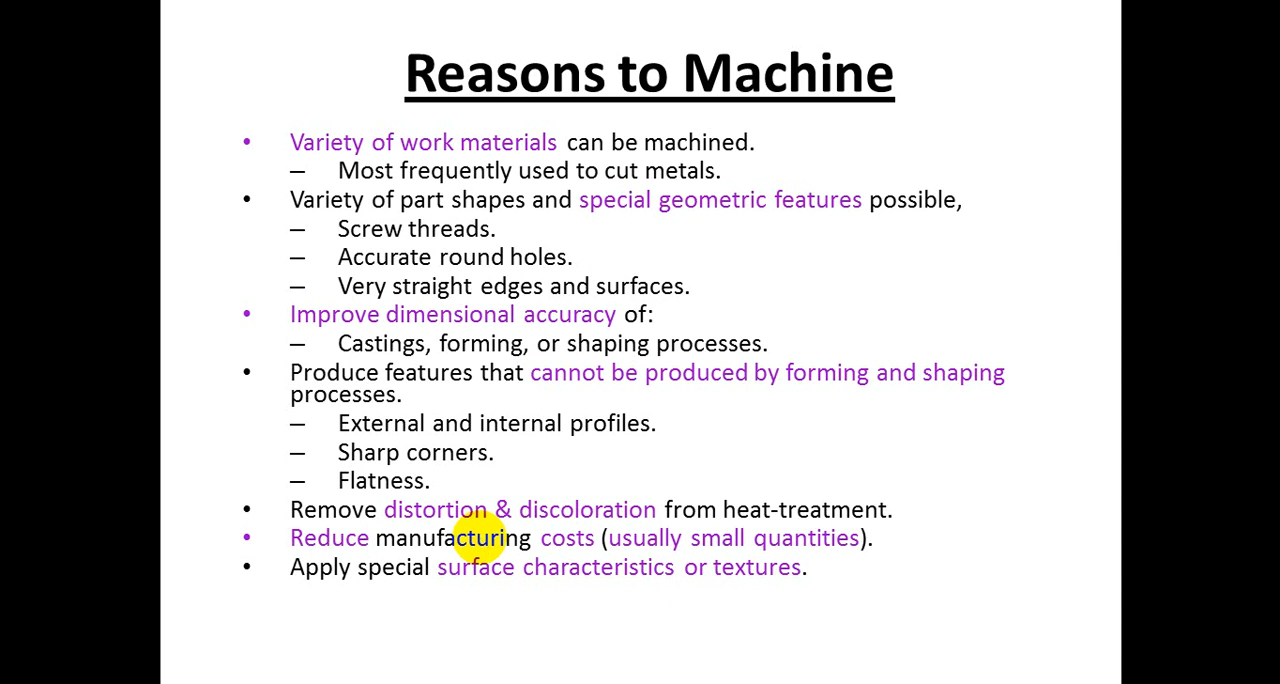 Reasons to Machine
• Variety of work materials can be machined.
– Most frequently used to cut metals.
• Variety of part shapes and special geometric features possible,
– Screw threads.
– Accurate round holes.
– Very straight edges and surfaces.
• Improve dimensional accuracy of:
– Castings, forming, or shaping processes.
• Produce features that cannot be produced by forming and shaping
processes.
– External and internal profiles.
– Sharp corners.
– Flatness.
• Remove distortion & discoloration from heat-treatment.
• Reduce manufacturing costs (usually small quantities).
• Apply special surface characteristics or textures.